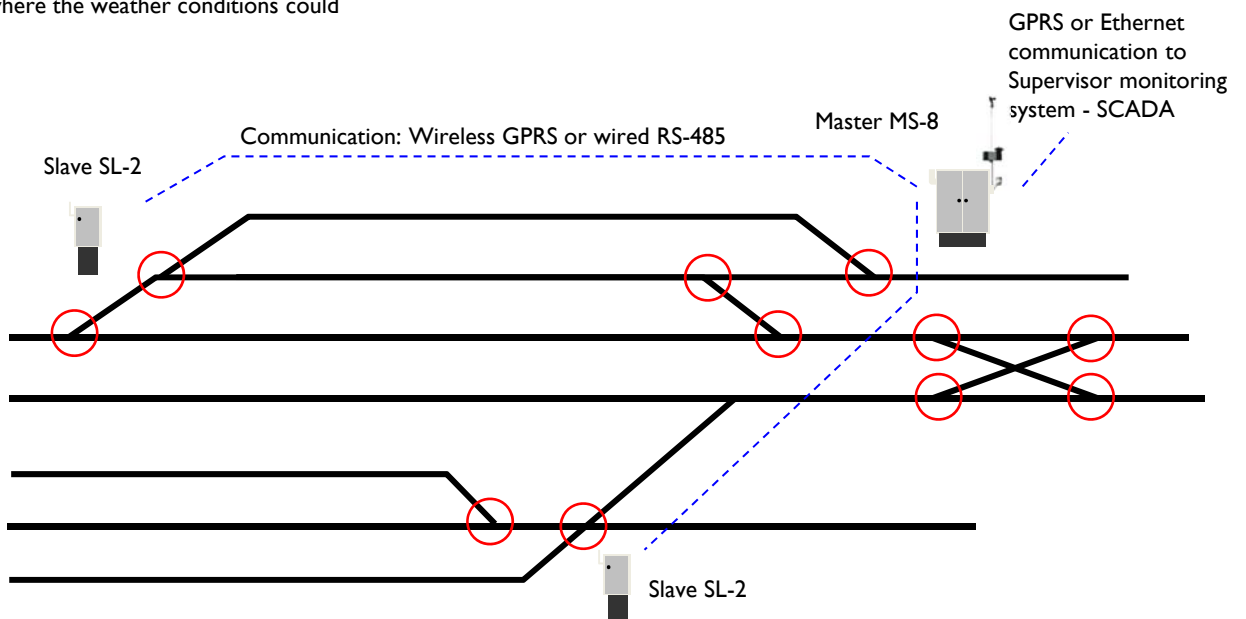 where the weather conditions could
GPRS or Ethernet
communication to
Supervisor monitoring
system - SCADA
Master MS-8
Communication: Wireless GPRS or wired RS-485
Slave SL-2
Slave SL-2